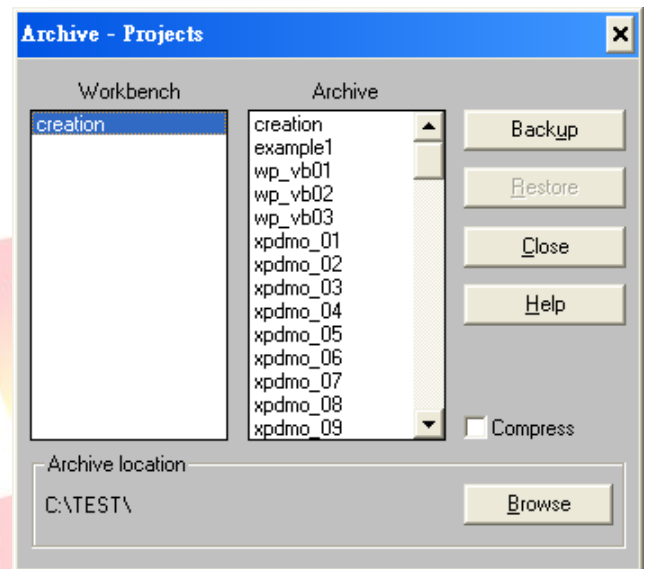 Archive - Projects
Workbench
creation
Archive
creation
example1
wp_vb01
wp_vb02
wp_vb03
xpdmo_01
xpdmo_02
xpdmo_03
xpdmo_04
xpdmo_05
xpdmo_06
xpdmo_07
xpdmo_08
xpdmo_09
Backup
Restore
Close
Help
Compress
Archive location
C:\TEST\
Browse